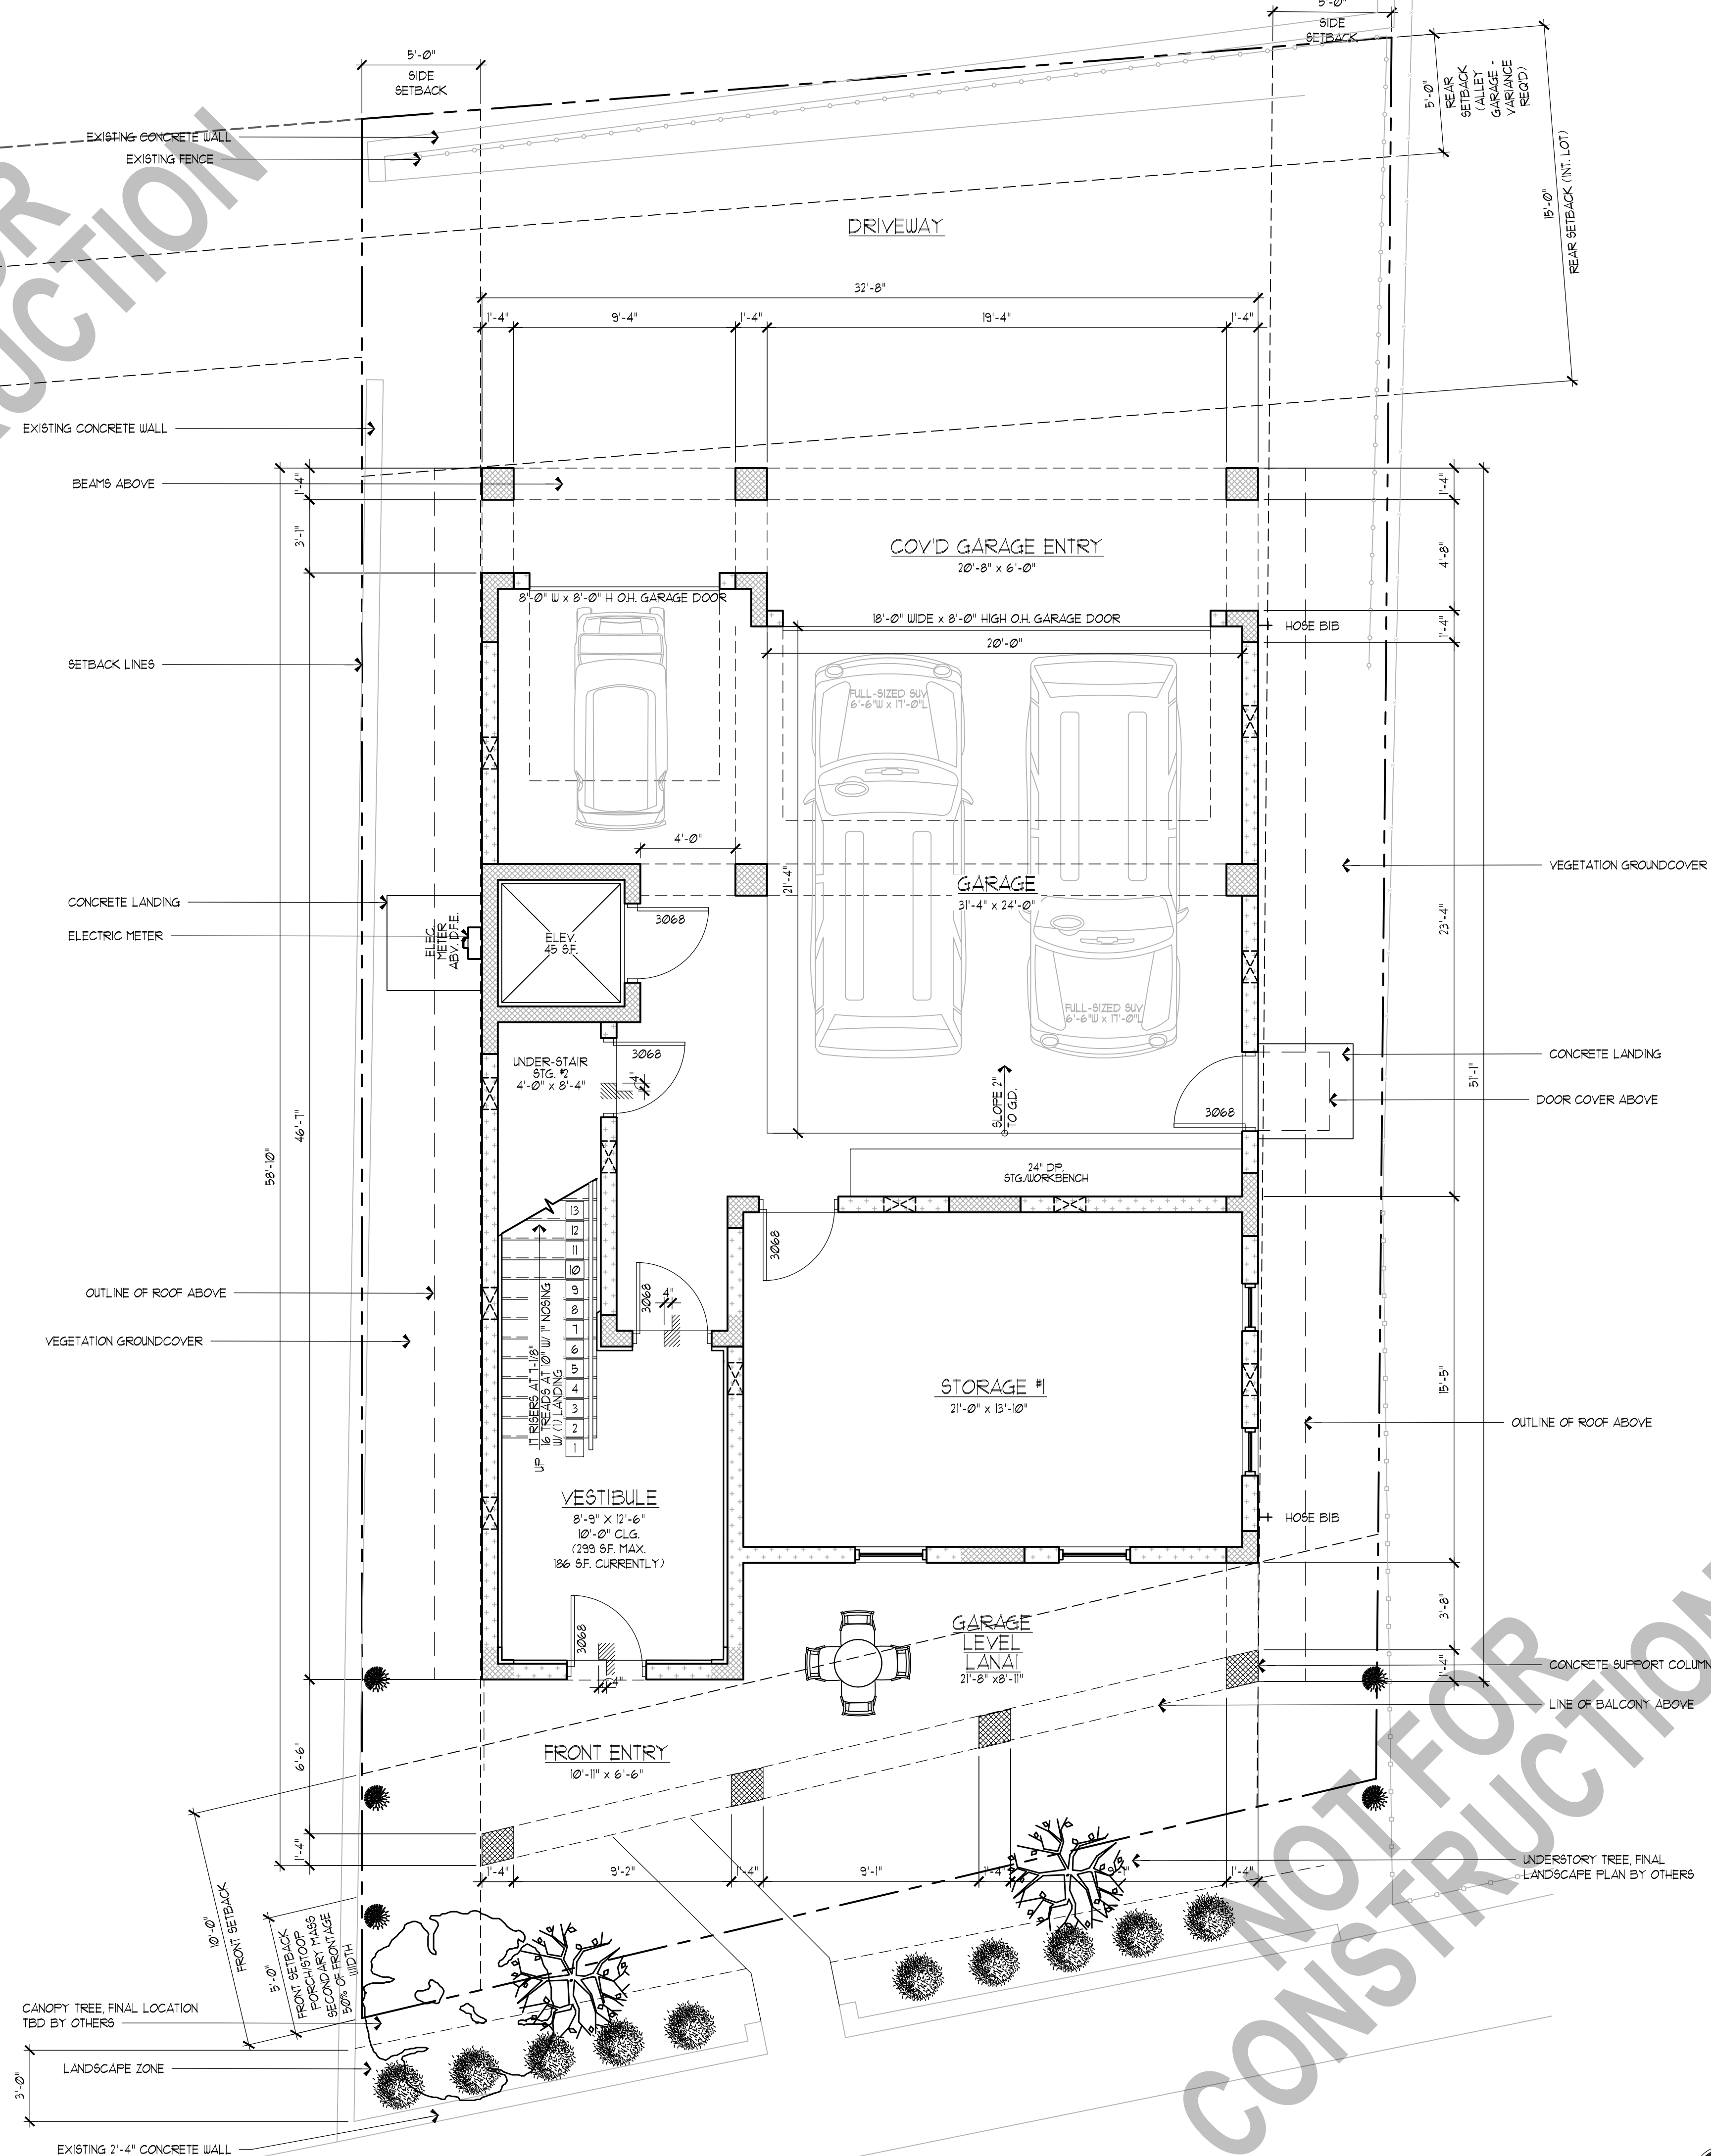 5'-0"
SIDE
SETBACK
5'-0"
SIDE
SETBACK
5'-0"
REAR
SETBACK
(ALLEY
GARAGE -
VARIANCE
REQ'D)
15'-0"
REAR SETBACK (INT. LOT)
EXISTING CONCRETE WALL
EXISTING FENCE
DRIVEWAY
32'-8"
1'-4"
9'-4"
1'-4"
19'-4"
1'-4"
EXISTING CONCRETE WALL
BEAMS ABOVE
1'-4"
3'-1"
1'-4"
4'-8"
1'-4"
COV'D GARAGE ENTRY
20'-8" x 6'-0"
8'-0" W x 8'-0" H O.H. GARAGE DOOR
18'-0" WIDE x 8'-0" HIGH O.H. GARAGE DOOR
HOSE BIB
20'-0"
SETBACK LINES
FULL-SIZED SUV
6'-6"W x 17'-0"L
4'-0"
21'-4"
GARAGE
31'-4" x 24'-0"
VEGETATION GROUNDCOVER
CONCRETE LANDING
ELECTRIC METER
ELEC.
METER
ABV. D.F.E.
ELEV.
45 S.F.
3068
23'-4"
FULL-SIZED SUV
6'-6"W x 17'-0"L
UNDER-STAIR
STG. #2
4'-0" x 8'-4"
3068
4"
SLOPE 2"
TO G.D.
3068
CONCRETE LANDING
DOOR COVER ABOVE
51'-1"
58'-10"
46'-7"
24" DP.
STG./WORKBENCH
13
12
11
10
9
8
7
6
5
4
3
2
1
UP
17 RISERS AT 7-1/8"
16 TREADS AT 10" W/ 1" NOSING
W/ (1) LANDING
3068
4"
3068
OUTLINE OF ROOF ABOVE
VEGETATION GROUNDCOVER
STORAGE #1
21'-0" x 13'-10"
15'-5"
OUTLINE OF ROOF ABOVE
VESTIBULE
8'-9" X 12'-6"
10'-0" CLG.
(299 S.F. MAX.
186 S.F. CURRENTLY)
HOSE BIB
3068
4"
GARAGE
LEVEL
LANAI
21'-8" x8'-11"
3'-8"
1'-4"
CONCRETE SUPPORT COLUMN
LINE OF BALCONY ABOVE
FRONT ENTRY
10'-11" x 6'-6"
6'-6"
1'-4"
1'-4"
9'-2"
1'-4"
9'-1"
1'-4"
1'-4"
UNDERSTORY TREE, FINAL
LANDSCAPE PLAN BY OTHERS
10'-0"
FRONT SETBACK
5'-0"
FRONT SETBACK
PORCH/STOOP
SECONDARY MASS
50% OF FRONTAGE
WIDTH
CANOPY TREE, FINAL LOCATION
TBD BY OTHERS
LANDSCAPE ZONE
3'-0"
EXISTING 2'-4" CONCRETE WALL
NOT FOR
CONSTRUCTION